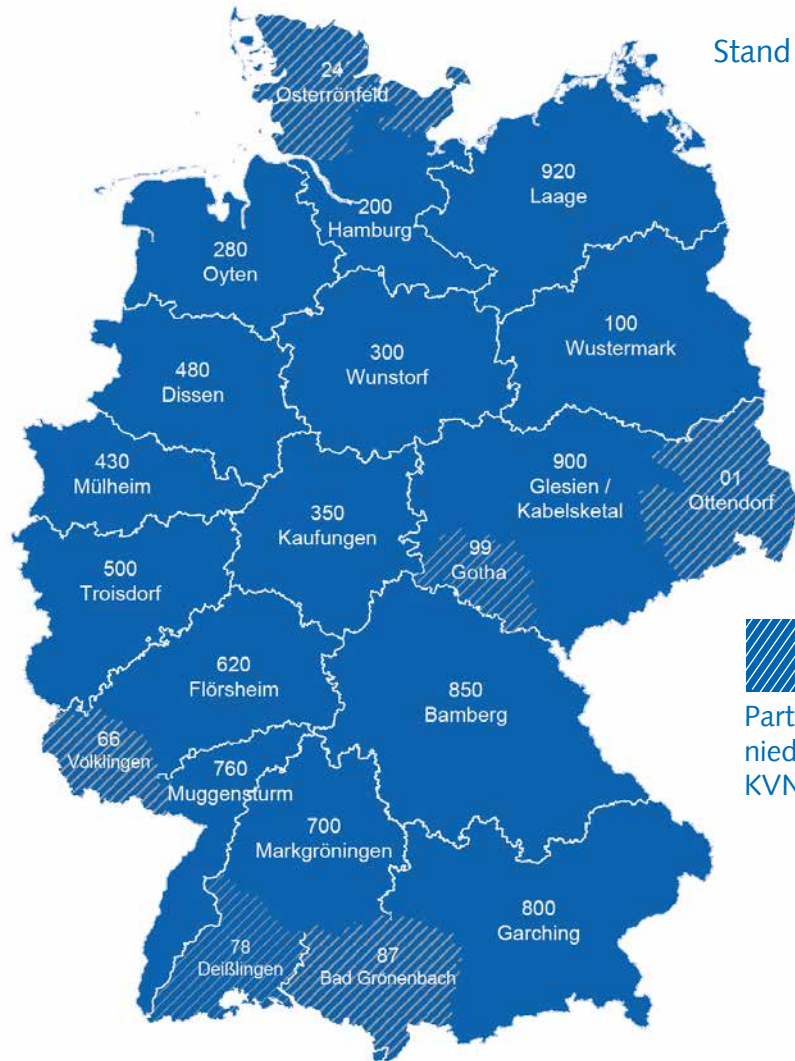 Stand
24
Osterrönfeld
920
Laage
200
Hamburg
280
Oyten
100
Wustermark
300
Wunstorf
480
Dissen
430
Mülheim
900
Glesien /
Kabelsketal
01
Ottendorf
350
Kaufungen
99
Gotha
500
Troisdorf
620
Flörsheim
850
Bamberg
66
Völklingen
760
Muggensturm
700
Markgröningen
800
Garching
78
Deißlingen
87
Bad Grönenbach
Part
nied
KVN